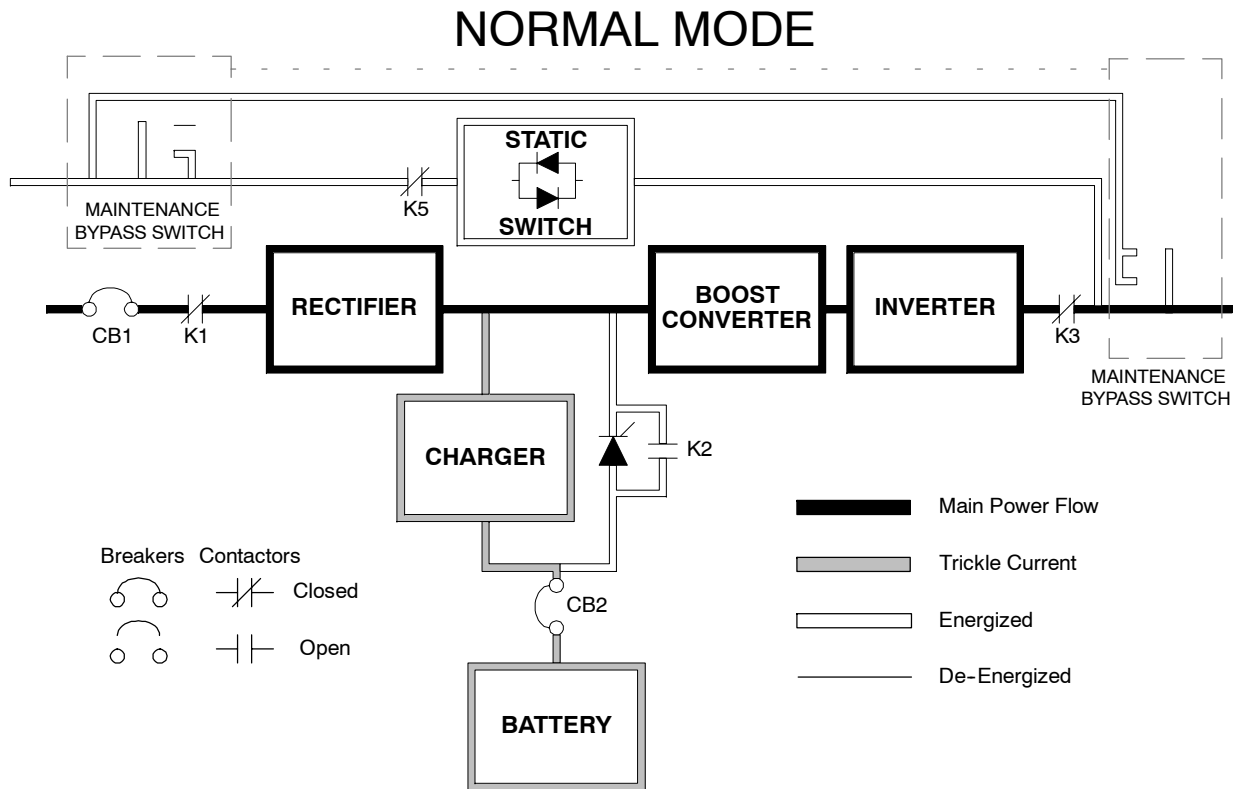 NORMAL MODE
STATIC
SWITCH
K5
MAINTENANCE
BYPASS SWITCH
RECTIFIER
BOOST
CONVERTER
INVERTER
CB1
K1
K3
MAINTENANCE
BYPASS SWITCH
CHARGER
K2
Main Power Flow
Breakers Contactors
Trickle Current
Closed
CB2
Energized
Open
De-Energized
BATTERY